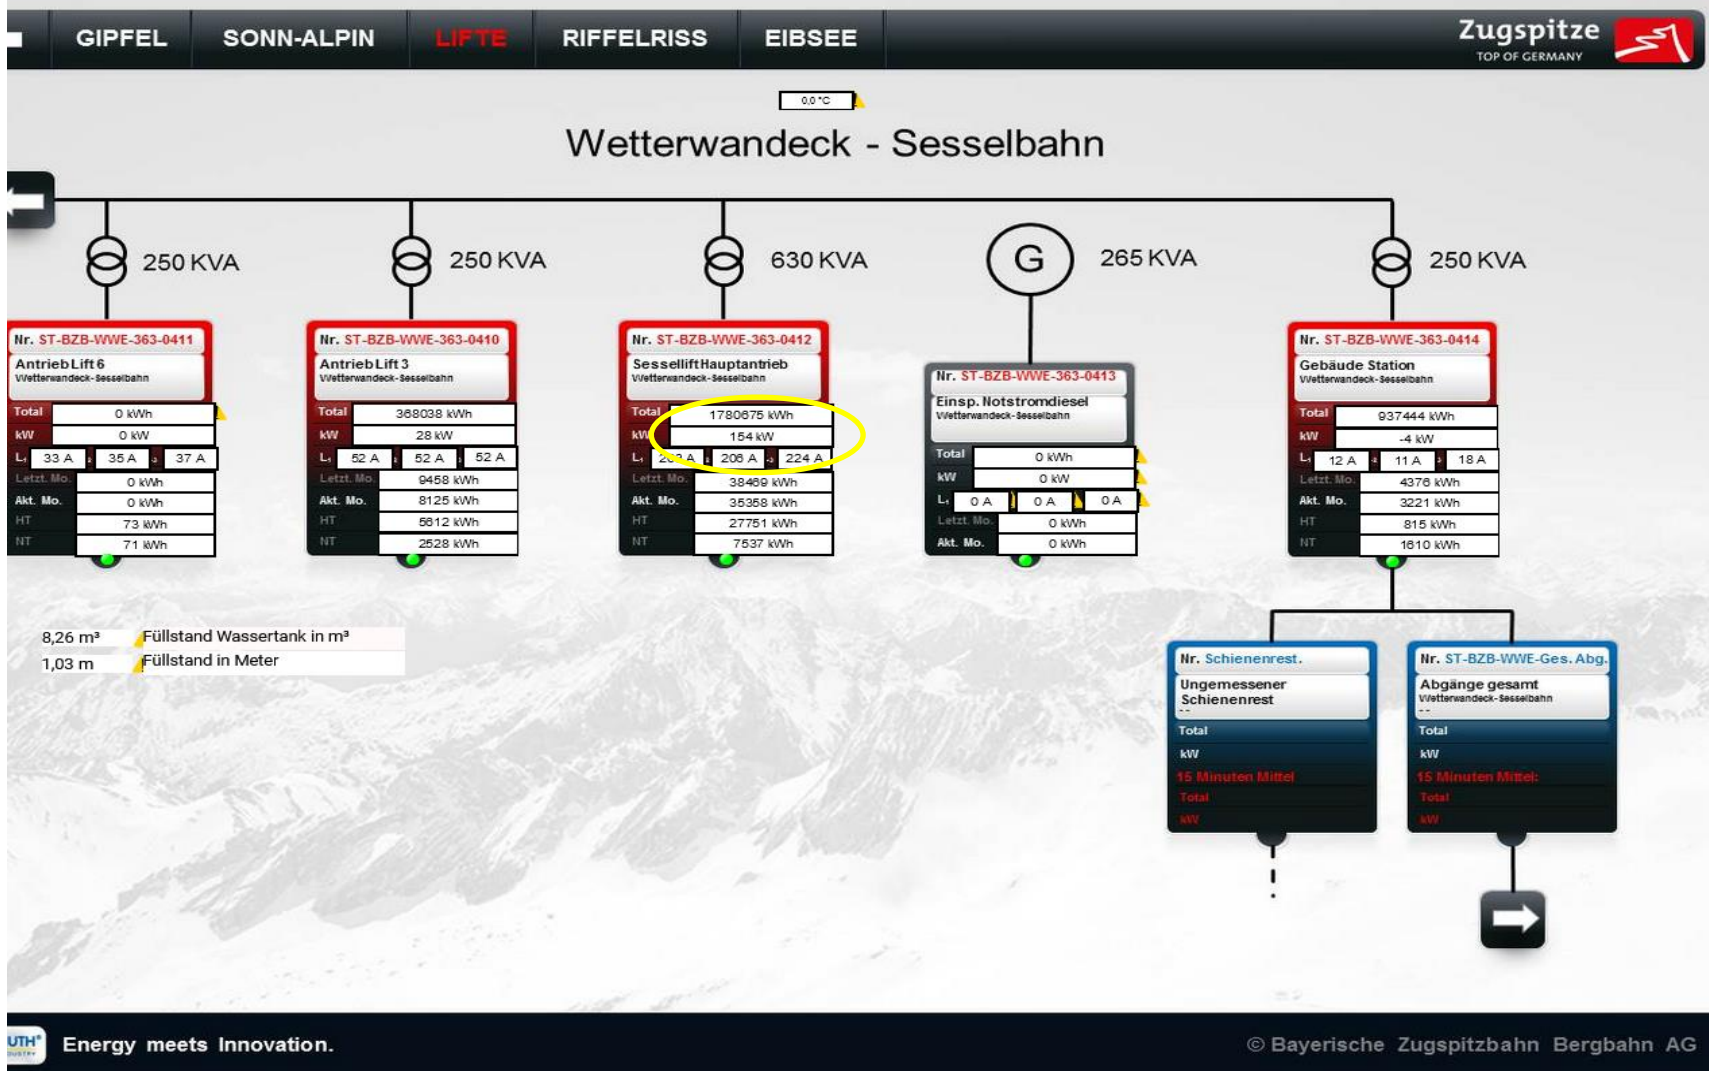 GIPFEL
SONN-ALPIN
LIFTE
RIFFELRISS
EIBSEE
Zugspitze
TOP OF GERMANY
0,0 °C
Wetterwandeck - Sesselbahn
250 KVA
250 KVA
630 KVA
G
265 KVA
250 KVA
Nr. ST-BZB-WWE-363-0411
Antrieb Lift 6
Wetterwandeck-Sesselbahn
Total 0 kWh
kW 0 kW
L1 33 A 35 A 37 A
Letzt. Mo. 0 kWh
Akt. Mo. 0 kWh
HT 73 kWh
NT 71 kWh
Nr. ST-BZB-WWE-363-0410
Antrieb Lift 3
Wetterwandeck-Sesselbahn
Total 368038 kWh
kW 28 kW
L1 52 A 52 A 52 A
Letzt. Mo. 9458 kWh
Akt. Mo. 8125 kWh
HT 5612 kWh
NT 2528 kWh
Nr. ST-BZB-WWE-363-0412
Sessellift Hauptantrieb
Wetterwandeck-Sesselbahn
Total 1780675 kWh
kW 154 kW
L1 A 206 A 224 A
Letzt. Mo. 38469 kWh
Akt. Mo. 35358 kWh
HT 27751 kWh
NT 7537 kWh
Nr. ST-BZB-WWE-363-0413
Einsp. Notstromdiesel
Wetterwandeck-Sesselbahn
Total 0 kWh
kW 0 kW
L1 0 A 0 A 0 A
Letzt. Mo. 0 kWh
Akt. Mo. 0 kWh
Nr. ST-BZB-WWE-363-0414
Gebäude Station
Wetterwandeck-Sesselbahn
Total 937444 kWh
kW -4 kW
L1 12 A 11 A 18 A
Letzt. Mo. 4376 kWh
Akt. Mo. 3221 kWh
HT 815 kWh
NT 1610 kWh
8,26 m³ Füllstand Wassertank in m³
1,03 m Füllstand in Meter
Nr. Schienenrest.
Ungemessener
Schienenrest
--
Total
kW
15 Minuten Mittel
Total
kW
Nr. ST-BZB-WWE-Ges. Abg.
Abgänge gesamt
Wetterwandeck-Sesselbahn
--
Total
kW
15 Minuten Mittel:
Total
kW
Energy meets Innovation.
© Bayerische Zugspitzbahn Bergbahn AG